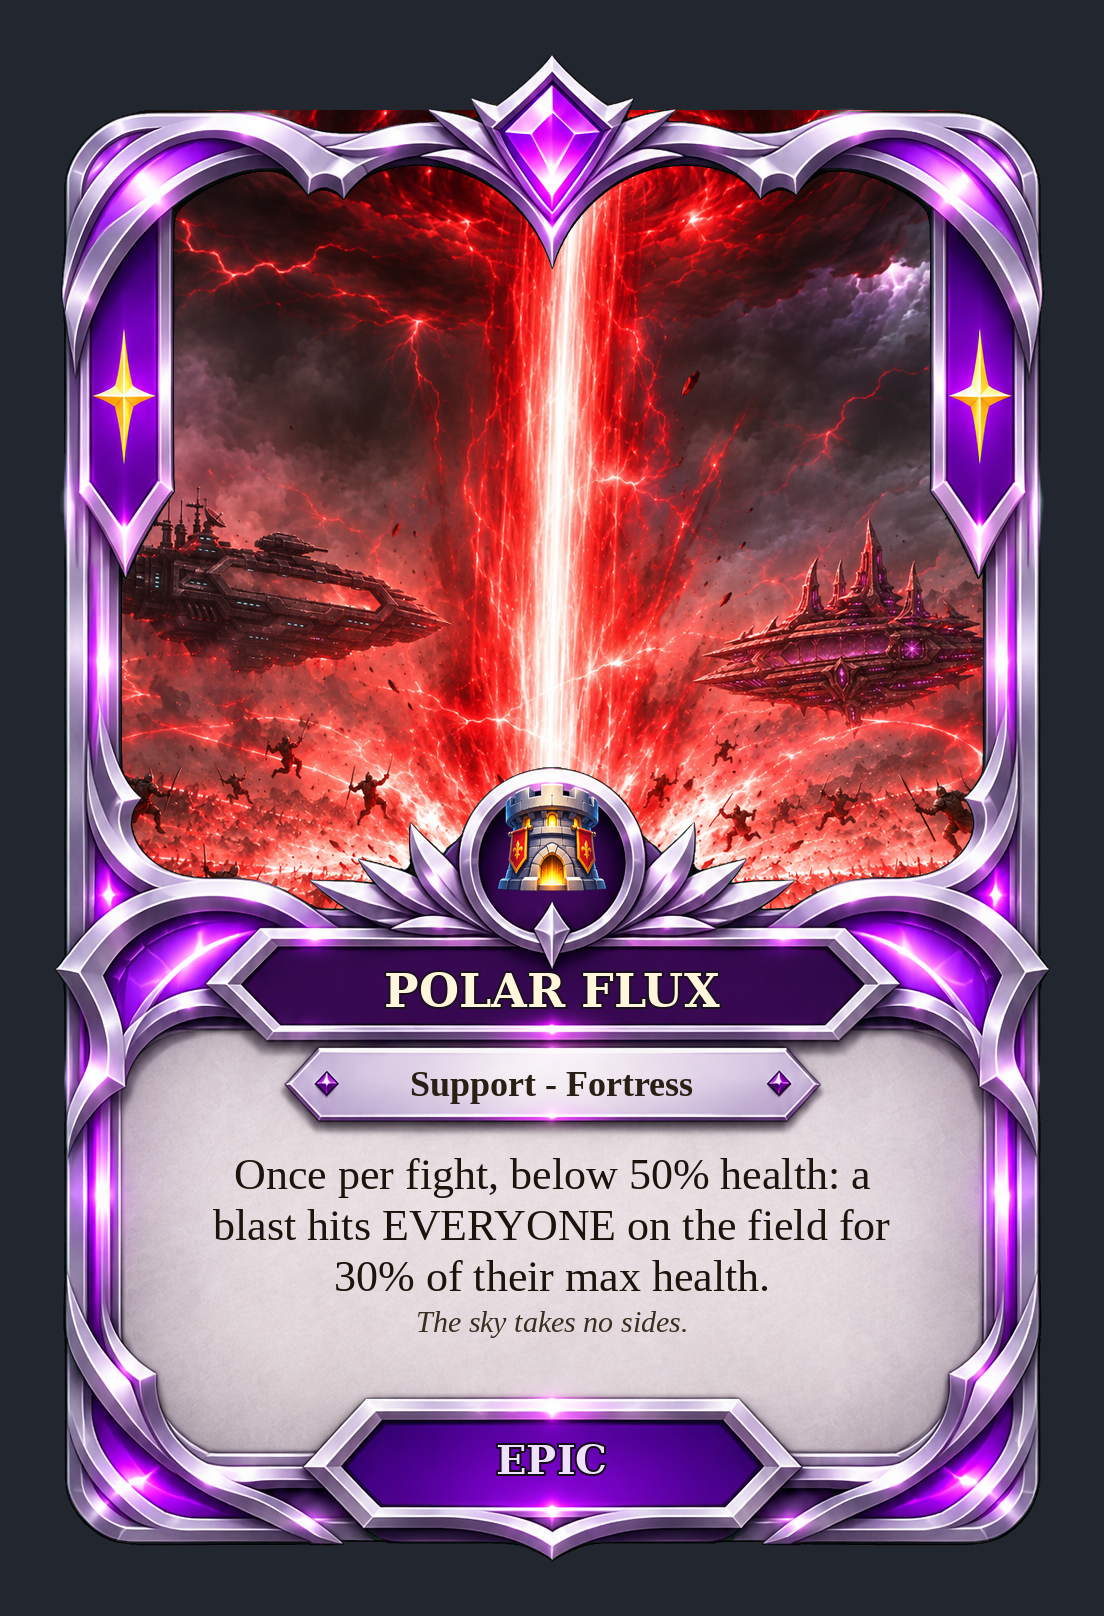 POLAR FLUX
Support - Fortress
Once per fight, below 50% health: a
blast hits EVERYONE on the field for
30% of their max health.
The sky takes no sides.
EPIC